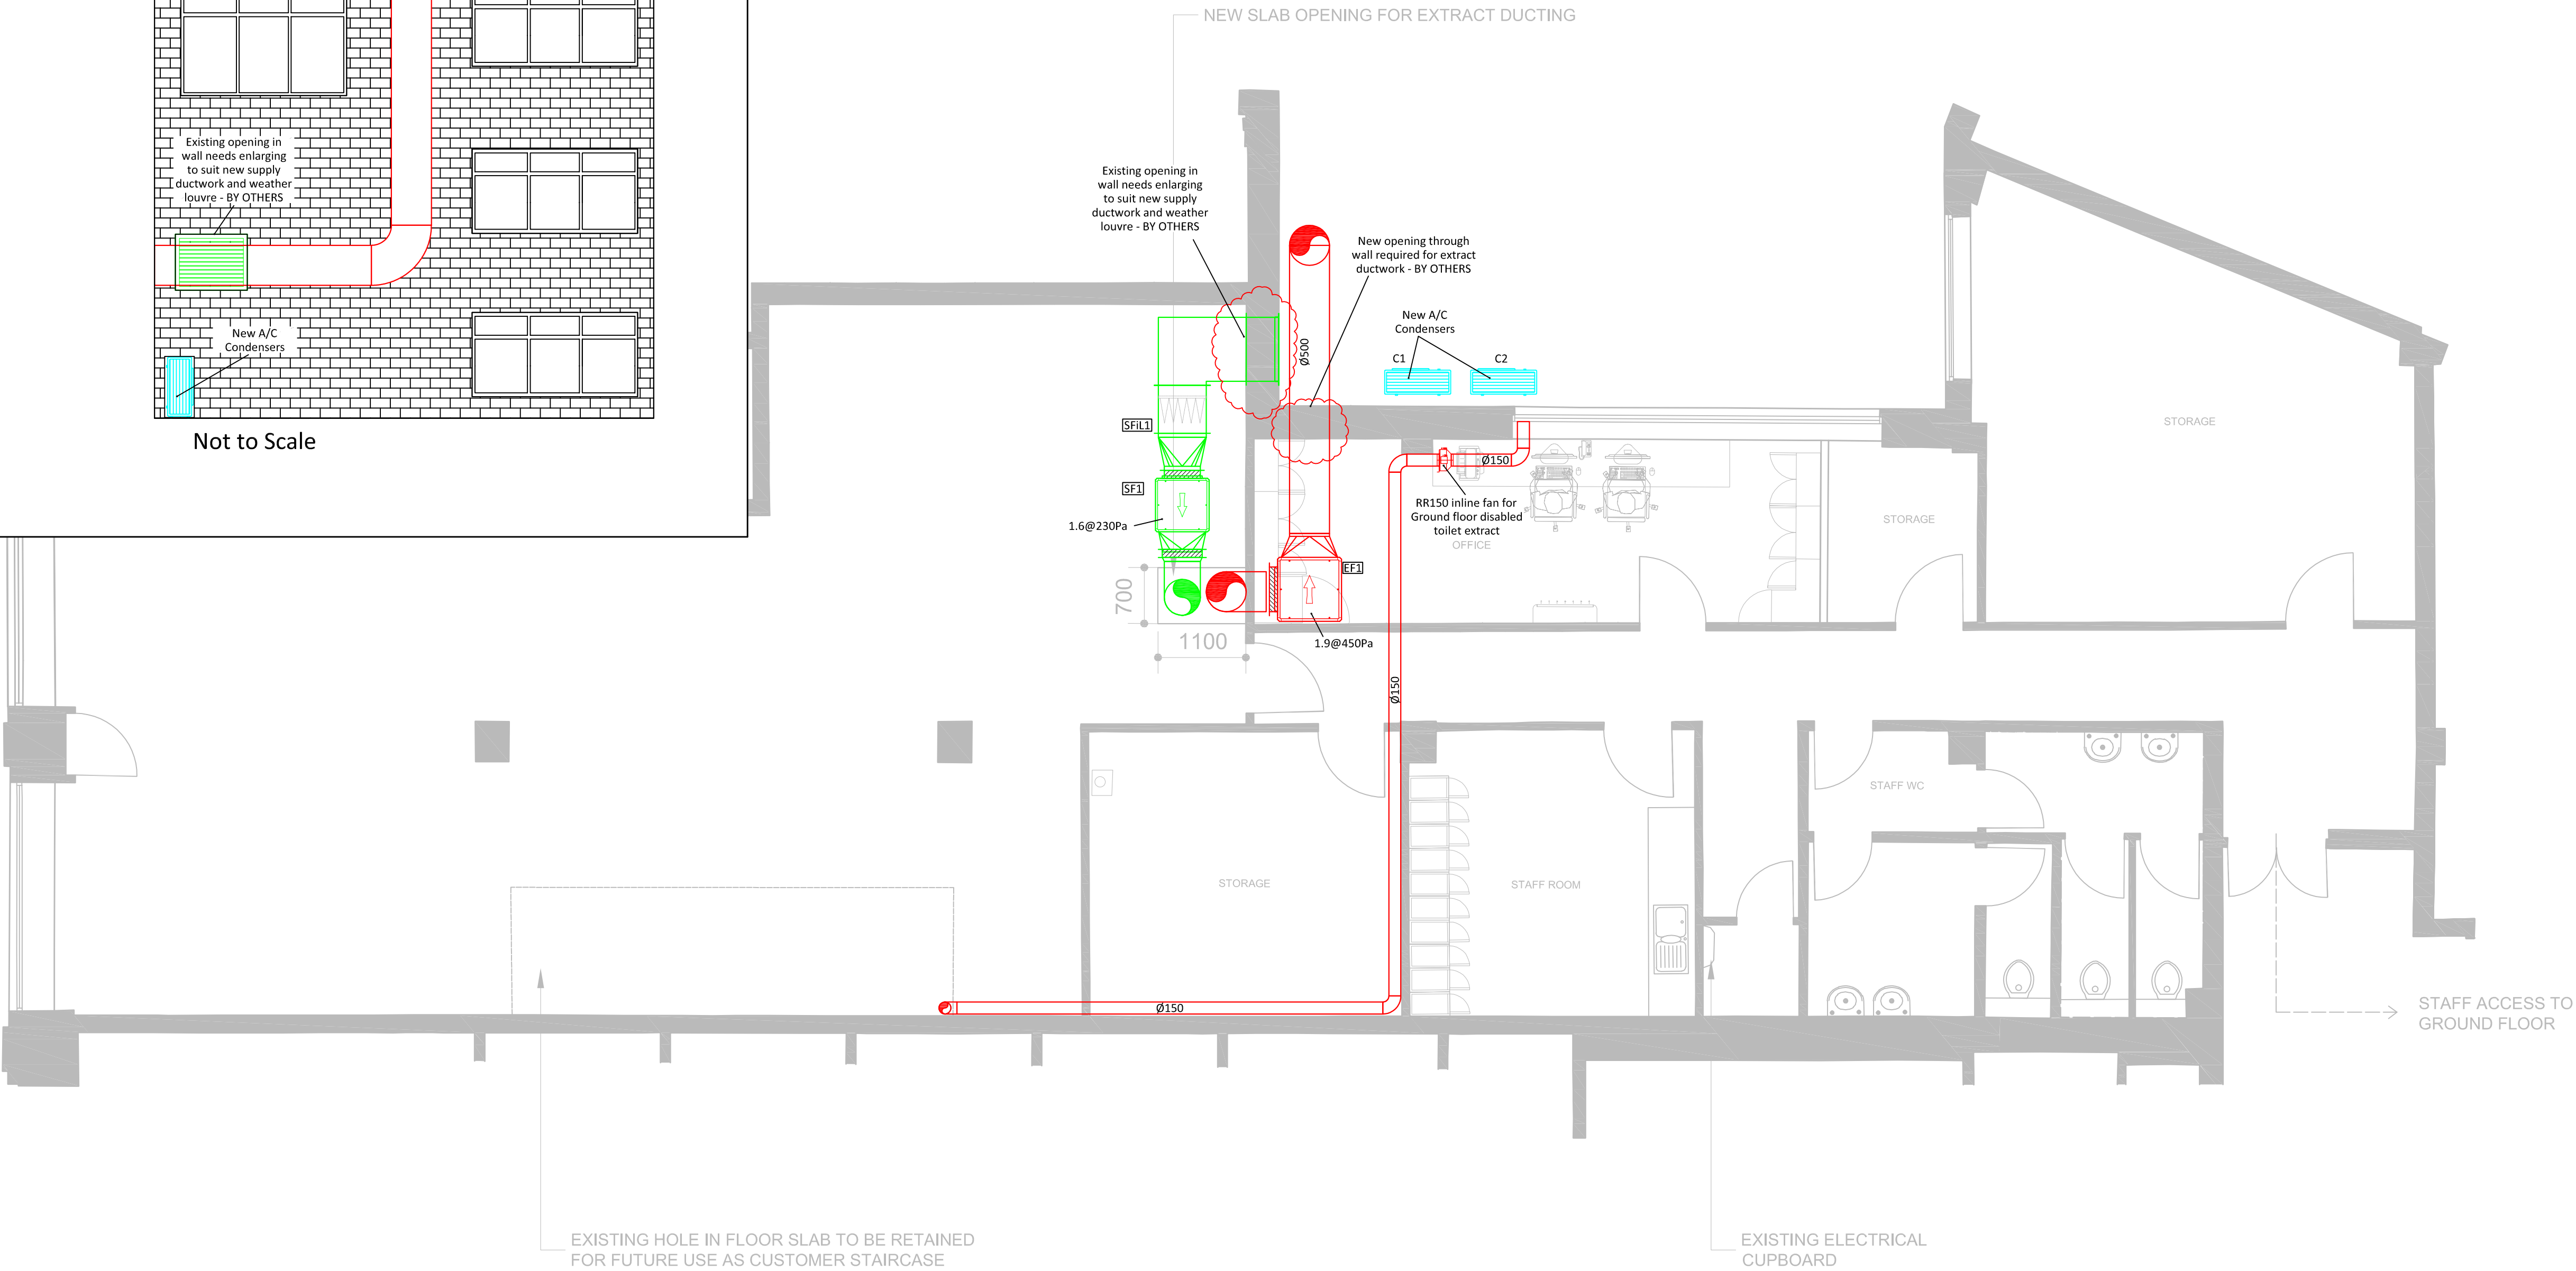 NEW SLAB OPENING FOR EXTRACT DUCTING
Existing opening in
wall needs enlarging
to suit new supply
ductwork and weather
louvre - BY OTHERS
New A/C
Condensers
Not to Scale
Existing opening in
wall needs enlarging
to suit new supply
ductwork and weather
louvre - BY OTHERS
New opening through
wall required for extract
ductwork - BY OTHERS
New A/C
Condensers
C1
C2
Ø500
SFiL1
SF1
1.6@230Pa
Ø150
RR150 inline fan for
Ground floor disabled
toilet extract
OFFICE
STORAGE
STORAGE
EF1
1.9@450Pa
700
1100
Ø150
STORAGE
STAFF ROOM
STAFF WC
Ø150
STAFF ACCESS TO
GROUND FLOOR
EXISTING HOLE IN FLOOR SLAB TO BE RETAINED
FOR FUTURE USE AS CUSTOMER STAIRCASE
EXISTING ELECTRICAL
CUPBOARD